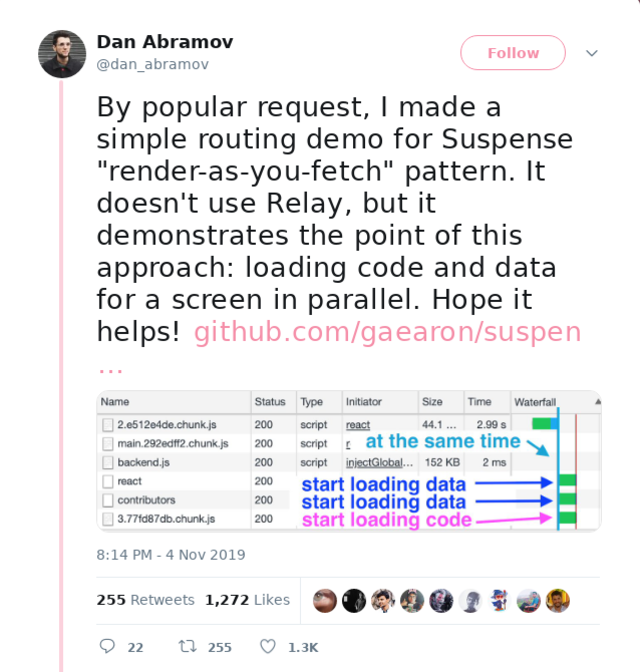 Dan Abramov
@dan_abramov
Follow
By popular request, I made a
simple routing demo for Suspense
"render-as-you-fetch" pattern. It
doesn't use Relay, but it
demonstrates the point of this
approach: loading code and data
for a screen in parallel. Hope it
helps! github.com/gaearon/suspen
…
Name Status Type Initiator Size Time Waterfall
2.e512e4de.chunk.js 200 script react 44.1 ... 2.99 s
main.292edff2.chunk.js 200 script r at the same time
backend.js 200 script injectGlobal... 152 KB 2 ms
react 200 start loading data
contributors 200 start loading data
3.77fd87db.chunk.js 200 start loading code
8:14 PM - 4 Nov 2019
255 Retweets 1,272 Likes
22 255 1.3K